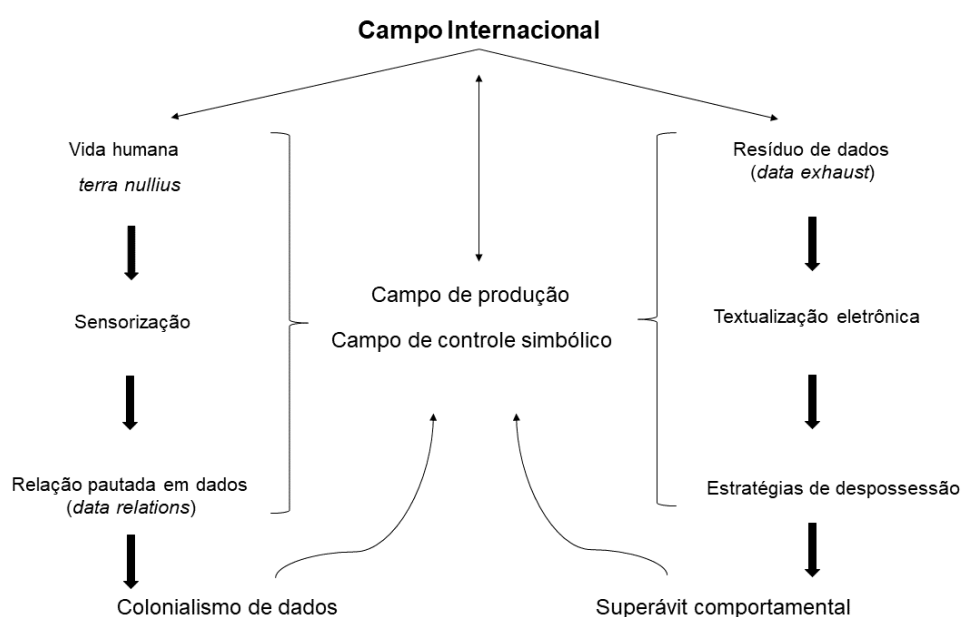 Campo Internacional
Vida humana
terra nullius
Resíduo de dados
(data exhaust)
Campo de produção
Campo de controle simbólico
Sensorização
Textualização eletrônica
Relação pautada em dados
(data relations)
Estratégias de despossessão
Colonialismo de dados
Superávit comportamental